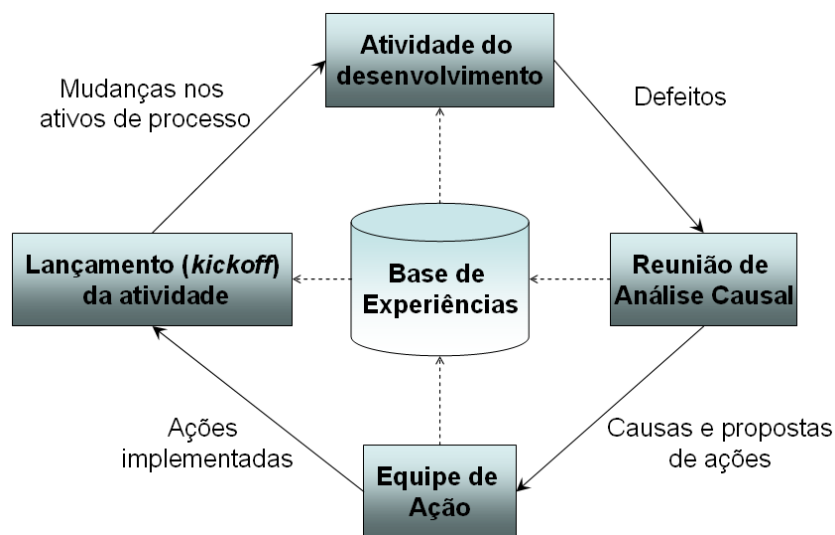 Atividade do
desenvolvimento
Mudanças nos
ativos de processo
Defeitos
Lançamento (kickoff)
da atividade
Base de
Experiências
Reunião de
Análise Causal
Ações
implementadas
Causas e propostas
de ações
Equipe de
Ação